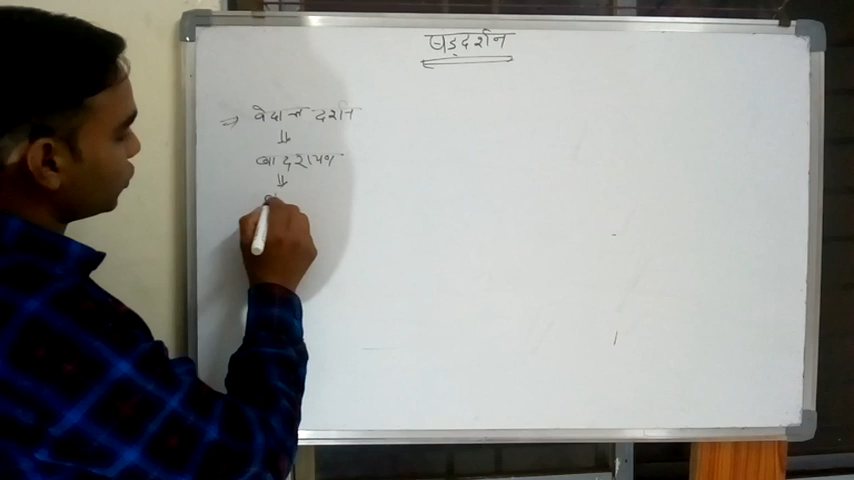 षड्दर्शन
⇒ वेदान्त दर्शन
⇓
बादरायण
⇓